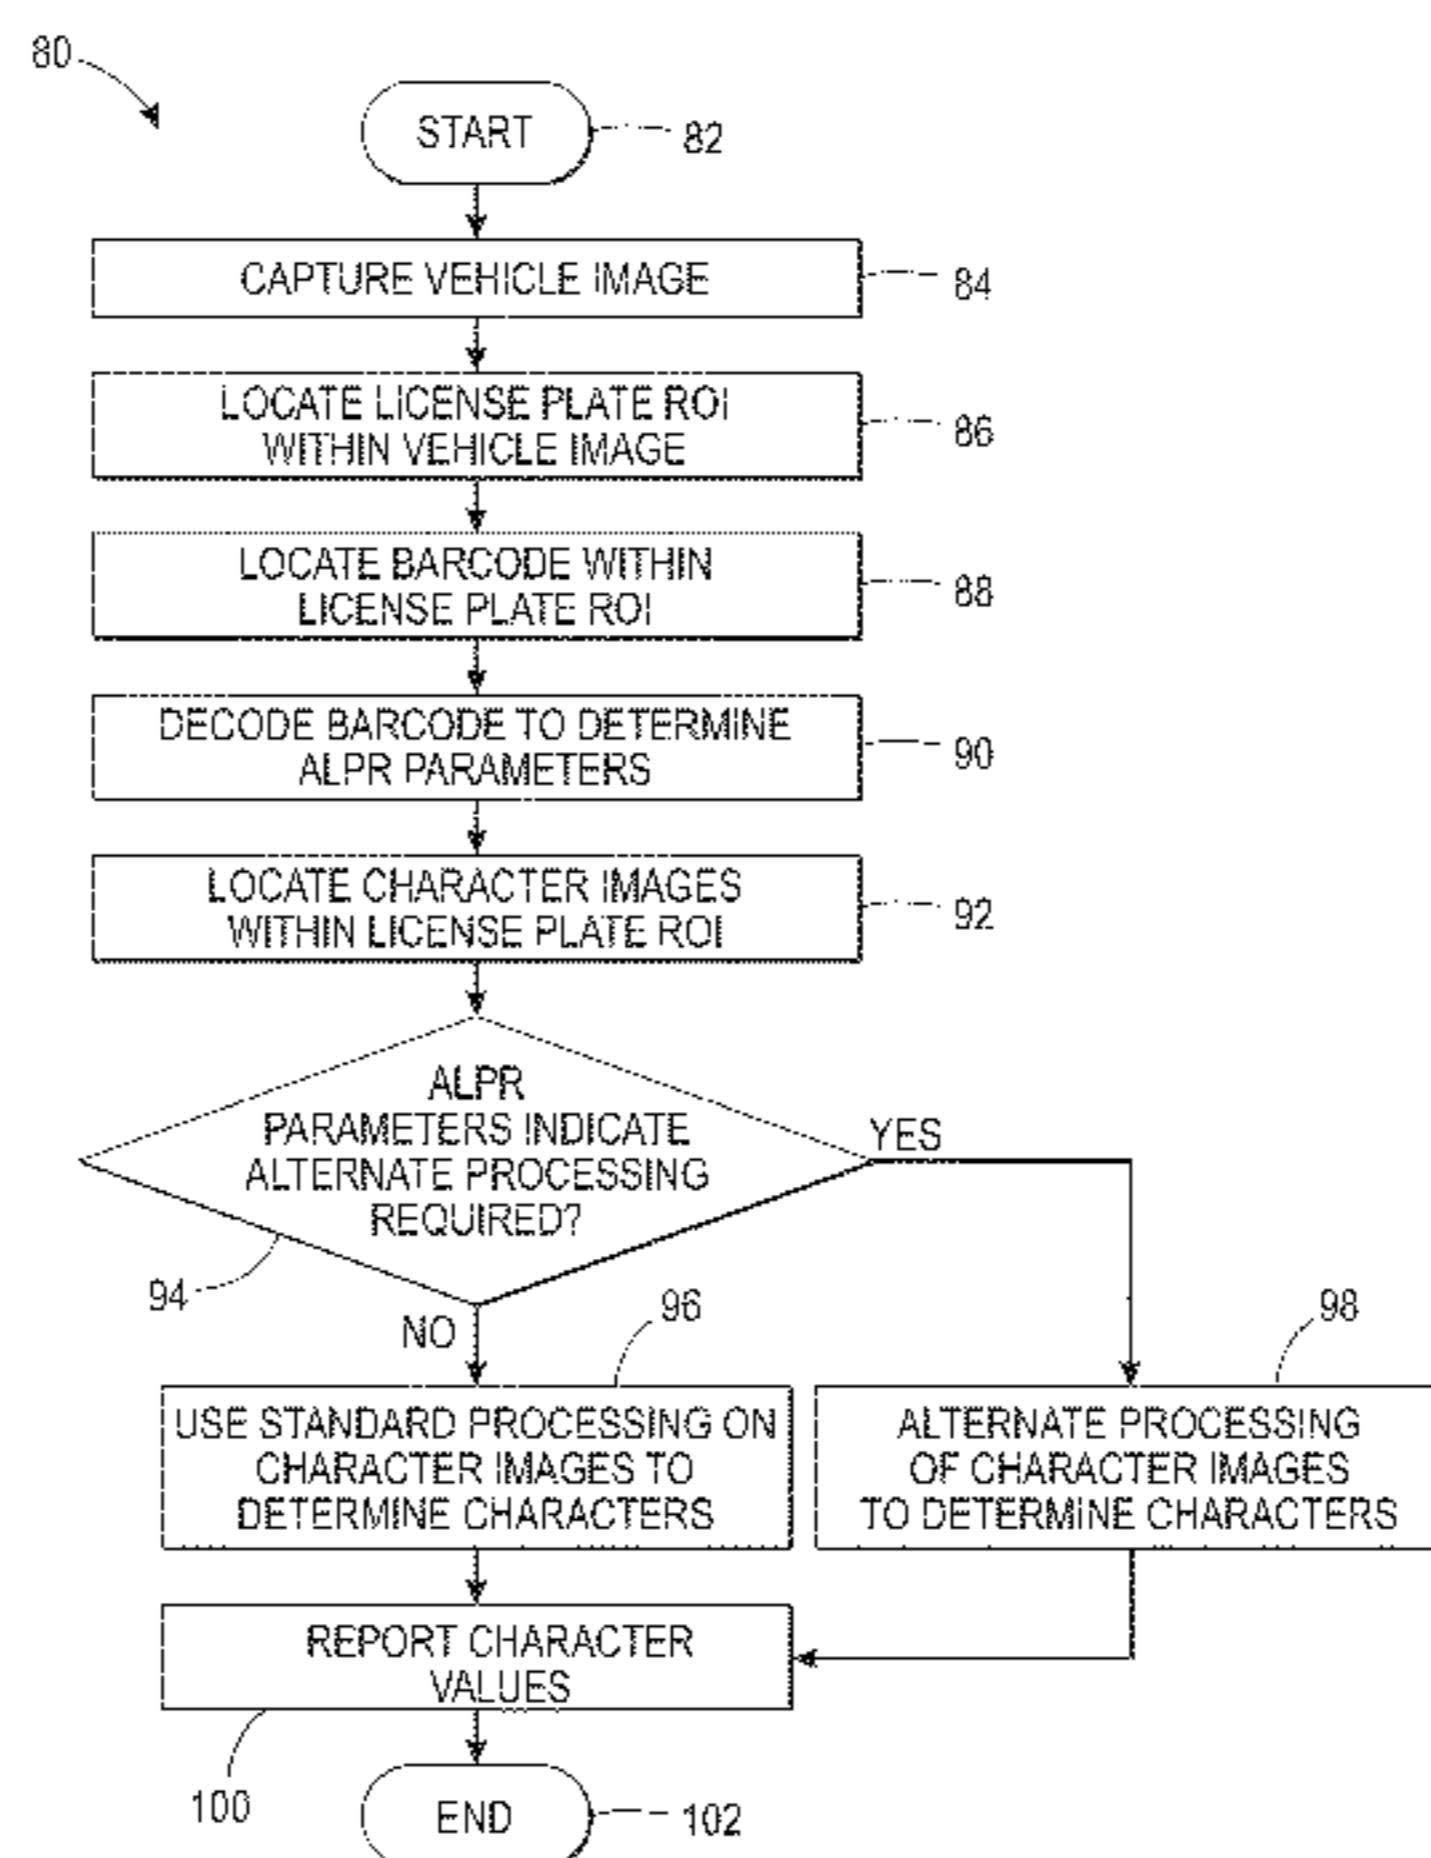 80
START
82
CAPTURE VEHICLE IMAGE
84
LOCATE LICENSE PLATE ROI
WITHIN VEHICLE IMAGE
86
LOCATE BARCODE WITHIN
LICENSE PLATE ROI
88
DECODE BARCODE TO DETERMINE
ALPR PARAMETERS
90
LOCATE CHARACTER IMAGES
WITHIN LICENSE PLATE ROI
92
ALPR
PARAMETERS INDICATE
ALTERNATE PROCESSING
REQUIRED?
YES
94
NO
96
98
USE STANDARD PROCESSING ON
CHARACTER IMAGES TO
DETERMINE CHARACTERS
ALTERNATE PROCESSING
OF CHARACTER IMAGES
TO DETERMINE CHARACTERS
REPORT CHARACTER
VALUES
100
END
102